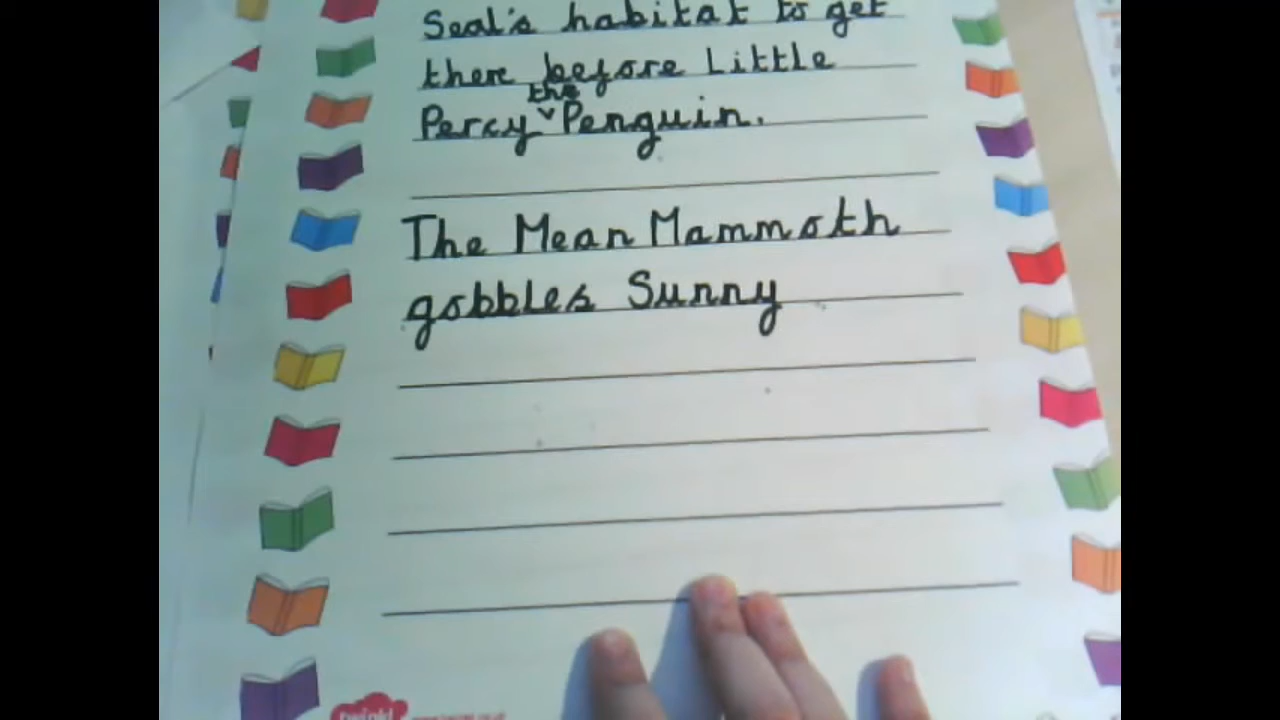 Seal's habitat to get
there before Little
the
Percy ˅ Penguin.
The Mean Mammoth
gobbles Sunny